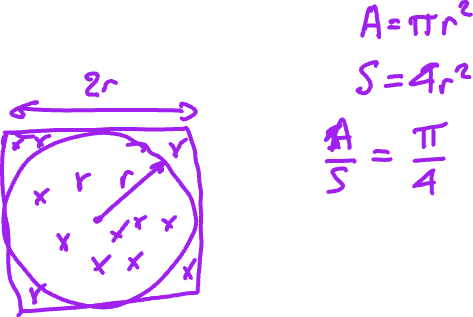 A=πr²
S=4r²
2r
A/S = π/4
r